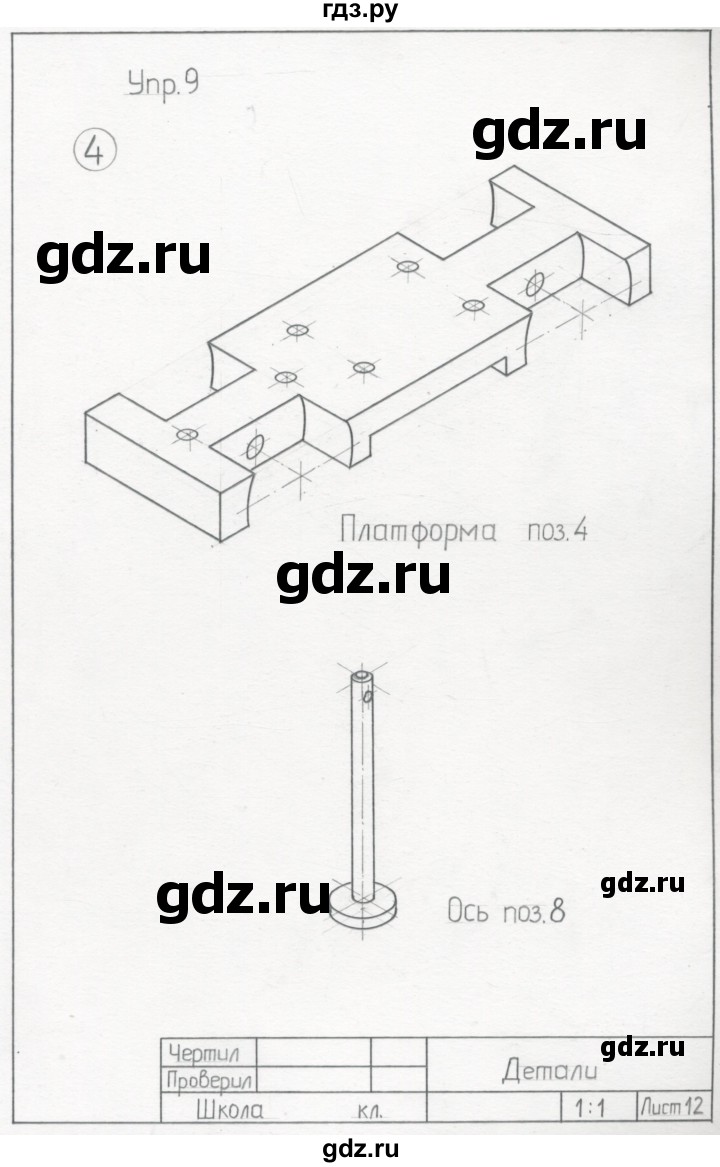 гдз.ру
Упр.9
gdz.ru
4
gdz.ru
Платформа поз.4
gdz.ru
gdz.ru
gdz.ru
Ось поз.8
Чертил
gdz.ru
Проверил
Детали
Школа кл.
1:1
Лист 12
gdz.ru